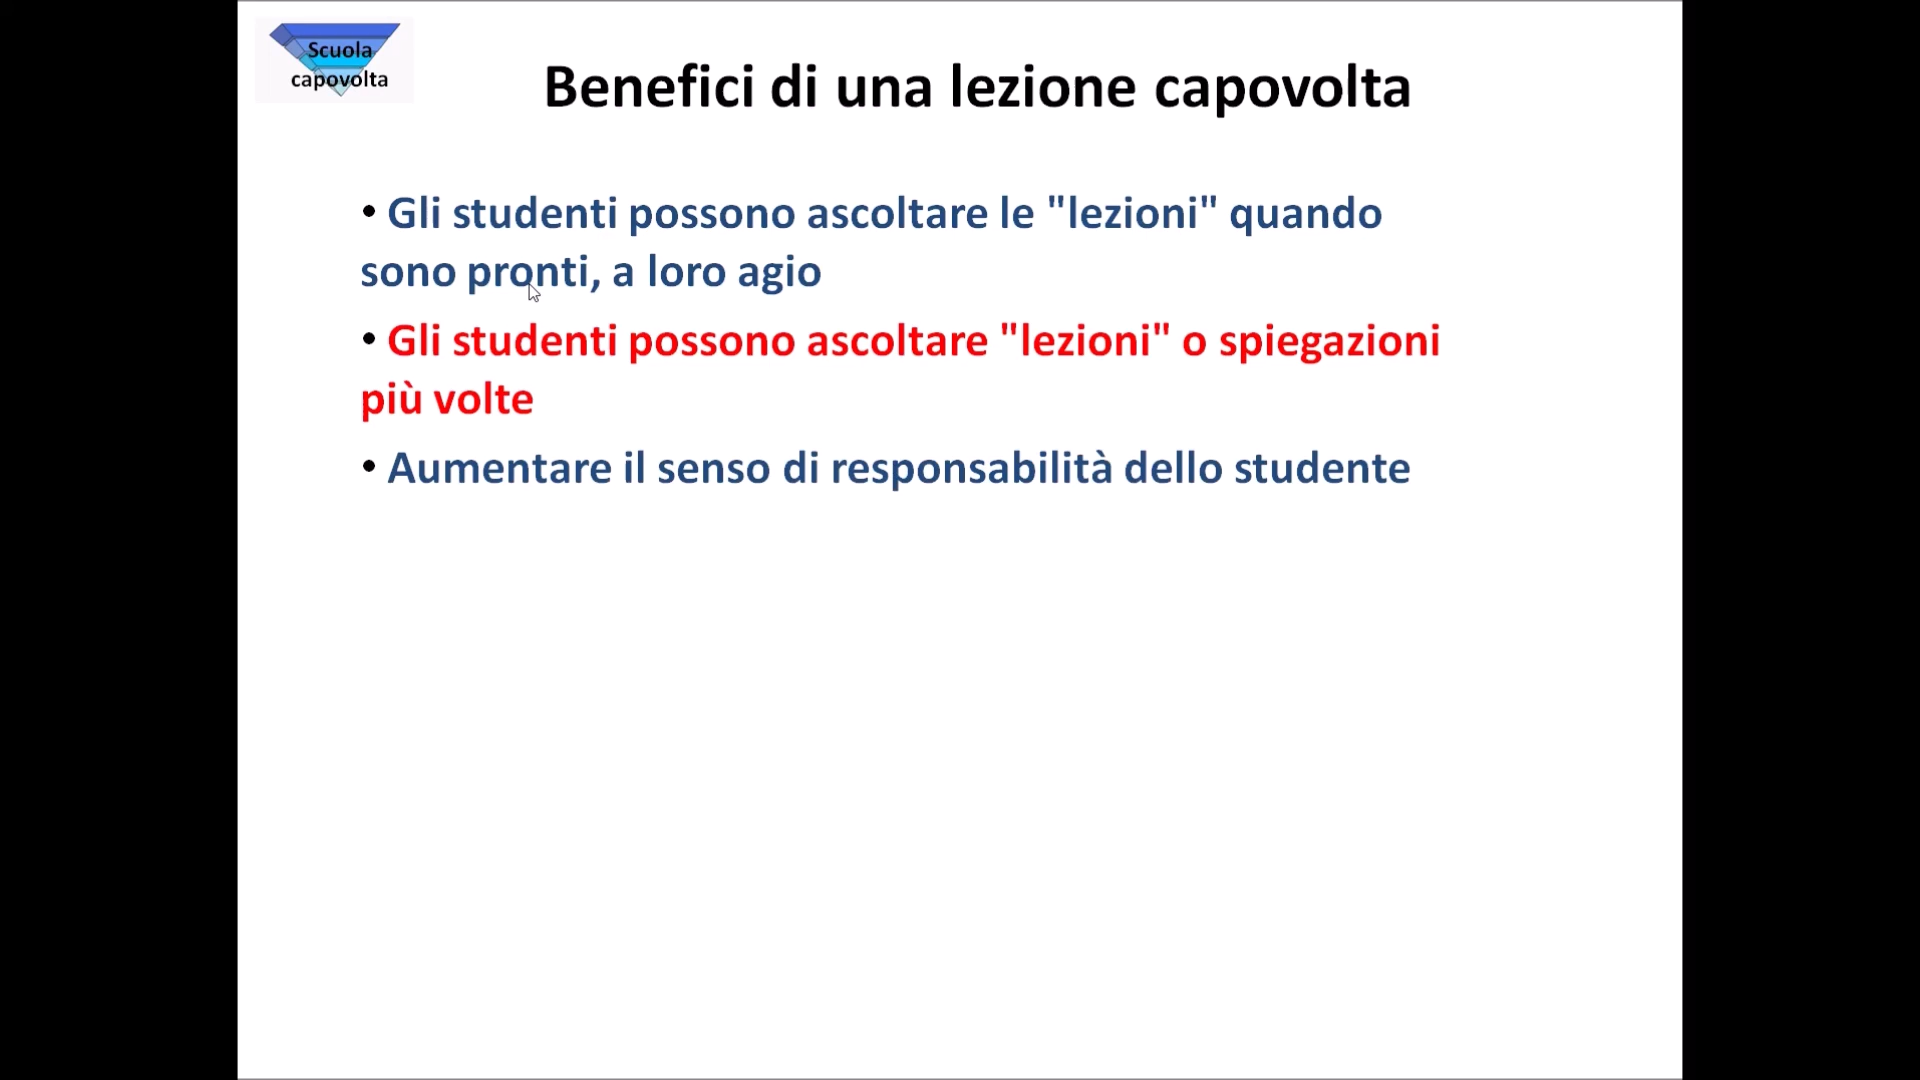 Scuola
capovolta
Benefici di una lezione capovolta
• Gli studenti possono ascoltare le "lezioni" quando
sono pronti, a loro agio
• Gli studenti possono ascoltare "lezioni" o spiegazioni
più volte
• Aumentare il senso di responsabilità dello studente